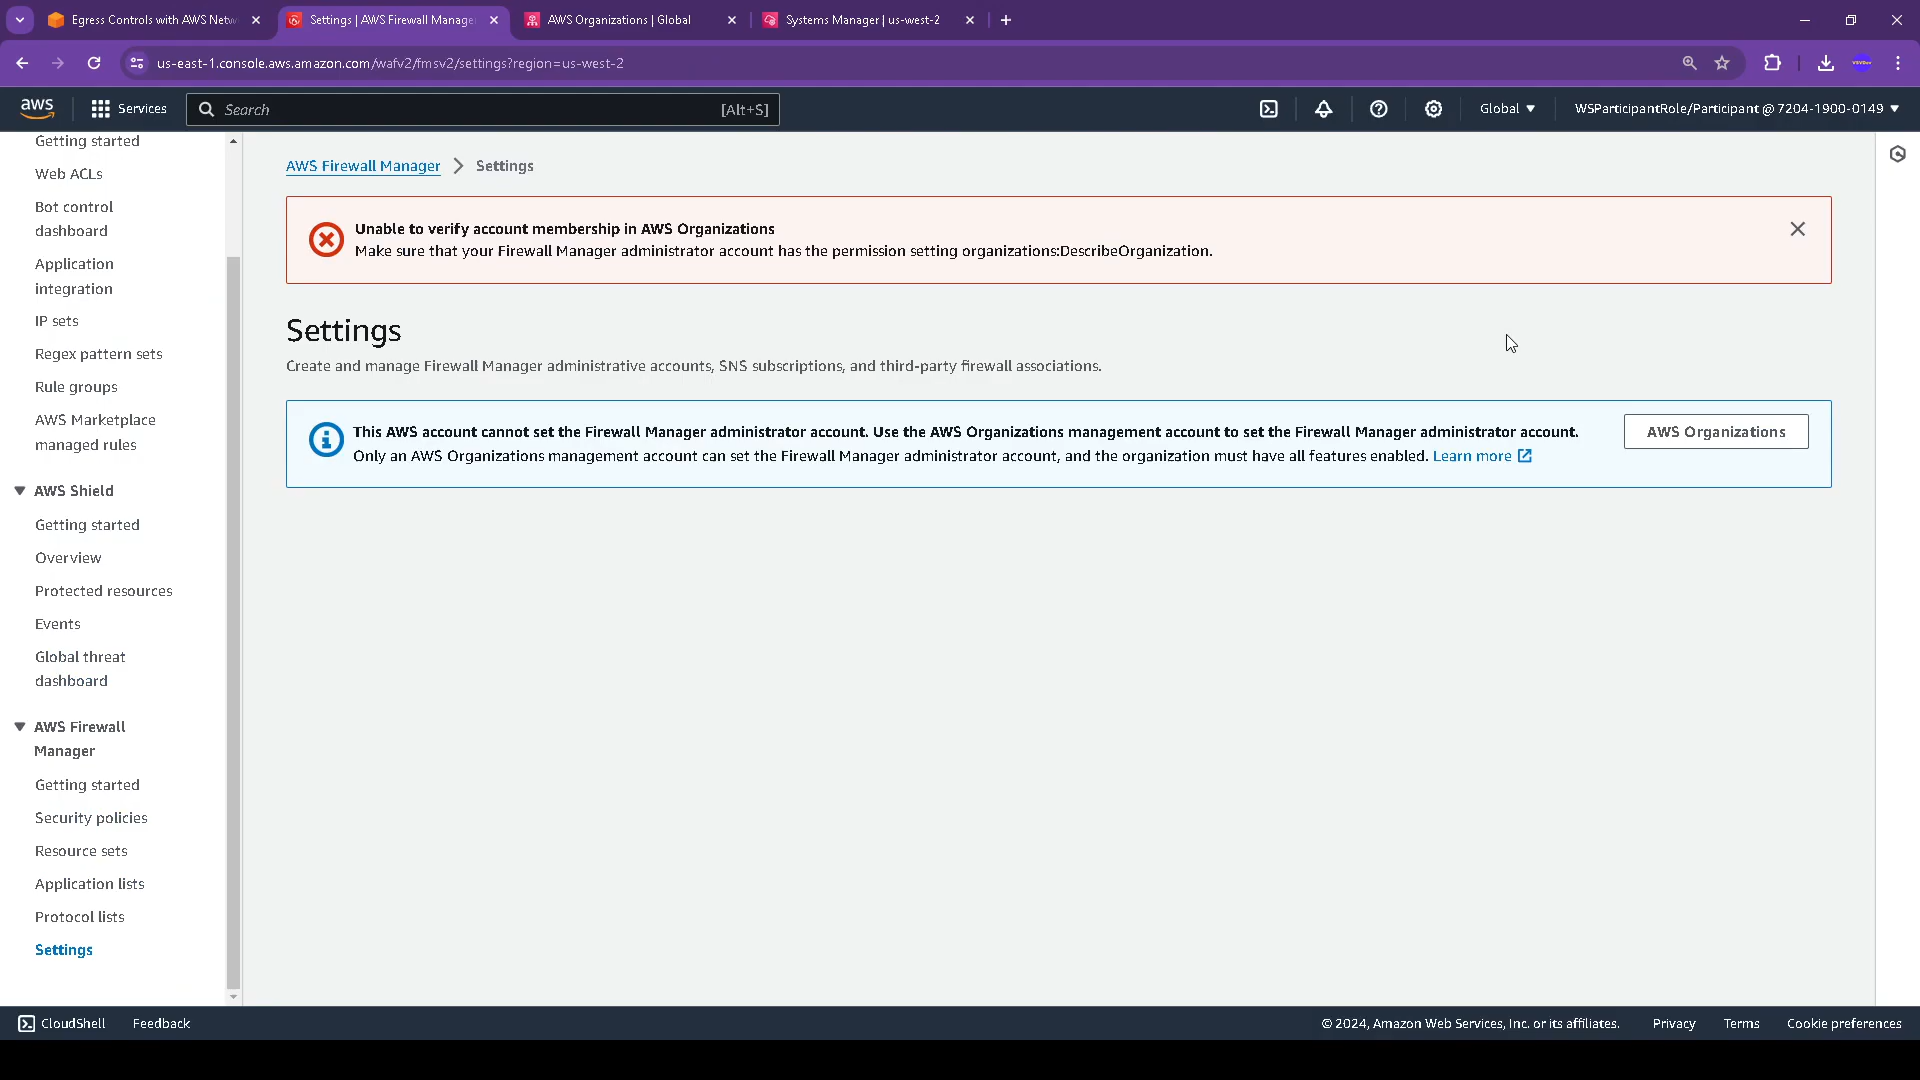 Egress Controls with AWS Netw
Settings | AWS Firewall Manage
AWS Organizations | Global
Systems Manager | us-west-2
us-east-1.console.aws.amazon.com/wafv2/fmsv2/settings?region=us-west-2
aws
Services
Search
[Alt+S]
Global
WSParticipantRole/Participant @ 7204-1900-0149
Getting started
Web ACLs
Bot control
dashboard
Application
integration
IP sets
Regex pattern sets
Rule groups
AWS Marketplace
managed rules
AWS Shield
Getting started
Overview
Protected resources
Events
Global threat
dashboard
AWS Firewall
Manager
Getting started
Security policies
Resource sets
Application lists
Protocol lists
Settings
AWS Firewall Manager
Settings
Unable to verify account membership in AWS Organizations
Make sure that your Firewall Manager administrator account has the permission setting organizations:DescribeOrganization.
Settings
Create and manage Firewall Manager administrative accounts, SNS subscriptions, and third-party firewall associations.
This AWS account cannot set the Firewall Manager administrator account. Use the AWS Organizations management account to set the Firewall Manager administrator account.
Only an AWS Organizations management account can set the Firewall Manager administrator account, and the organization must have all features enabled. Learn more
AWS Organizations
CloudShell
Feedback
© 2024, Amazon Web Services, Inc. or its affiliates.
Privacy
Terms
Cookie preferences